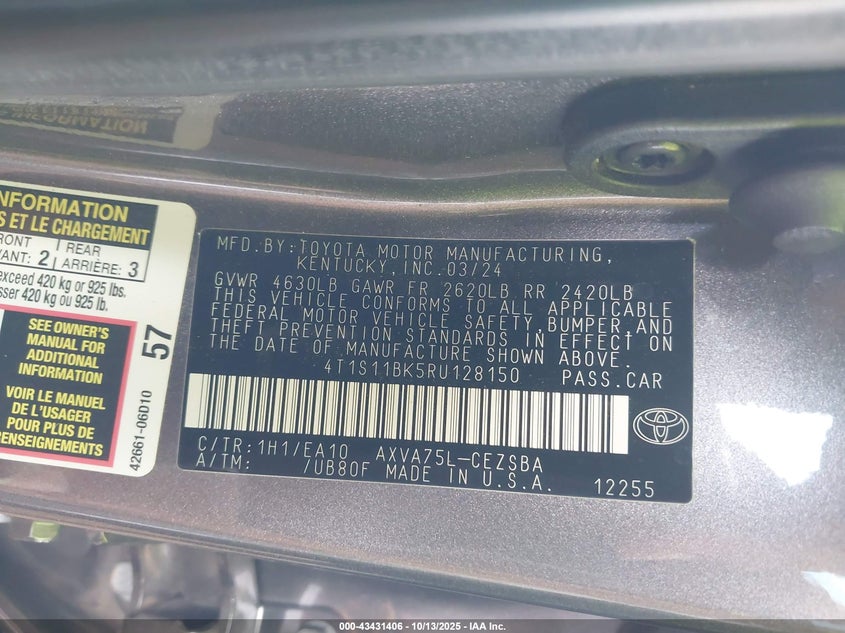 NFORMATION
S ET LE CHARGEMENT
RONT
VANT: 2
REAR
ARRIÈRE: 3
exceed 420 kg or 925 lbs.
sser 420 kg ou 925 lb.
SEE OWNER'S
MANUAL FOR
ADDITIONAL
INFORMATION
VOIR LE MANUEL
DE L'USAGER
POUR PLUS DE
RENSEIGNEMENTS
57
42661-06D10
MFD.BY:TOYOTA MOTOR MANUFACTURING,
KENTUCKY, INC.03/24
GVWR 4630LB GAWR FR 2620LB RR 2420LB
THIS VEHICLE CONFORMS TO ALL APPLICABLE
FEDERAL MOTOR VEHICLE SAFETY,BUMPER,AND
THEFT PREVENTION STANDARDS IN EFFECT ON
THE DATE OF MANUFACTURE SHOWN ABOVE.
4T1S11BK5RU128150 PASS.CAR
C/TR:1H1/EA10 AXVA75L-CEZSBA
A/TM: /UB80F MADE IN U.S.A.
12255
000-43431406 - 10/13/2025 - IAA Inc.